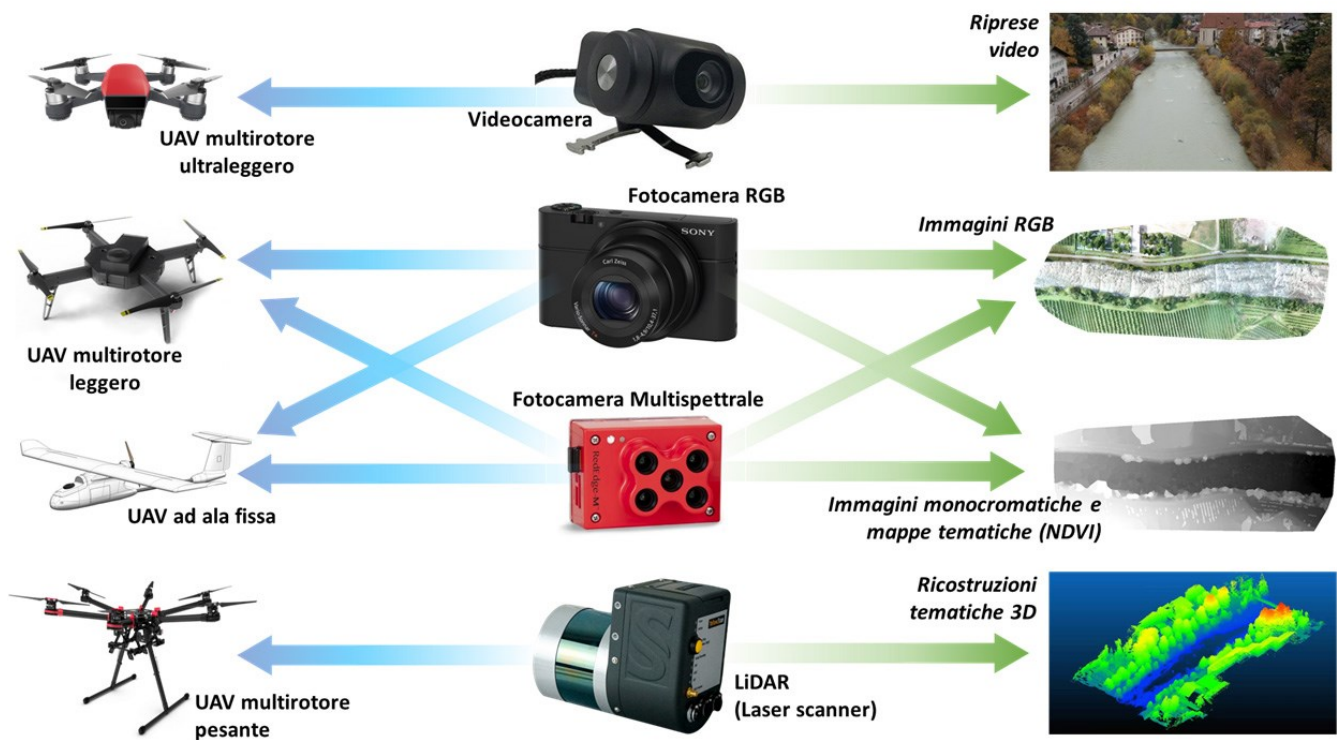 Riprese
video
Videocamera
UAV multirotore
ultraleggero
Fotocamera RGB
SONY
Carl Zeiss
Immagini RGB
UAV multirotore
leggero
Fotocamera Multispettrale
RedEdge-M
UAV ad ala fissa
Immagini monocromatiche e
mappe tematiche (NDVI)
Ricostruzioni
tematiche 3D
S
UAV multirotore
pesante
LiDAR
(Laser scanner)